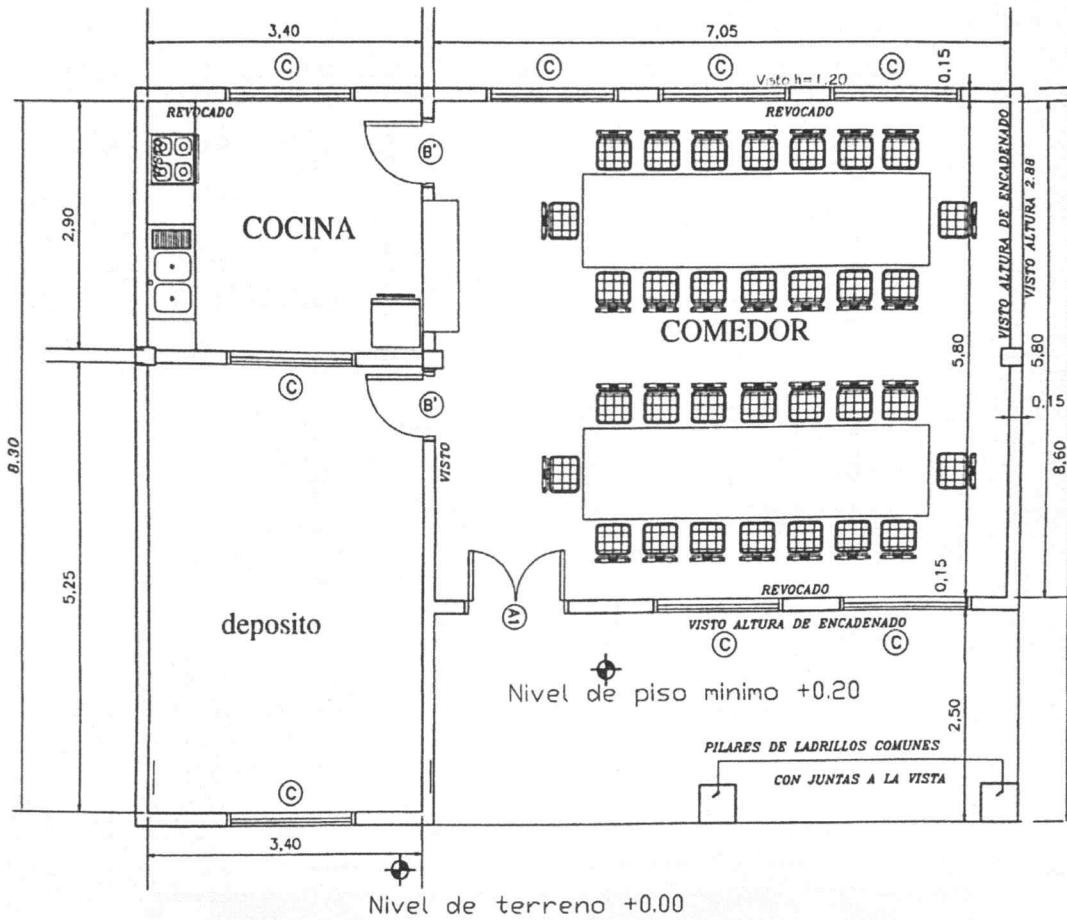 3,40
7,05
C
C
C
C
0,15
Visto h= 1.20
REVOCADO
REVOCADO
VISTO
B'
VISTO ALTURA DE ENCADENADO
VISTO ALTURA 2.88
2,90
COCINA
COMEDOR
5,80
5,80
0,15
8,60
C
B'
VISTO
8.30
5,25
deposito
A1
REVOCADO
0,15
VISTO ALTURA DE ENCADENADO
C
C
Nivel de piso minimo +0.20
2,50
PILARES DE LADRILLOS COMUNES
CON JUNTAS A LA VISTA
C
3,40
Nivel de terreno +0.00